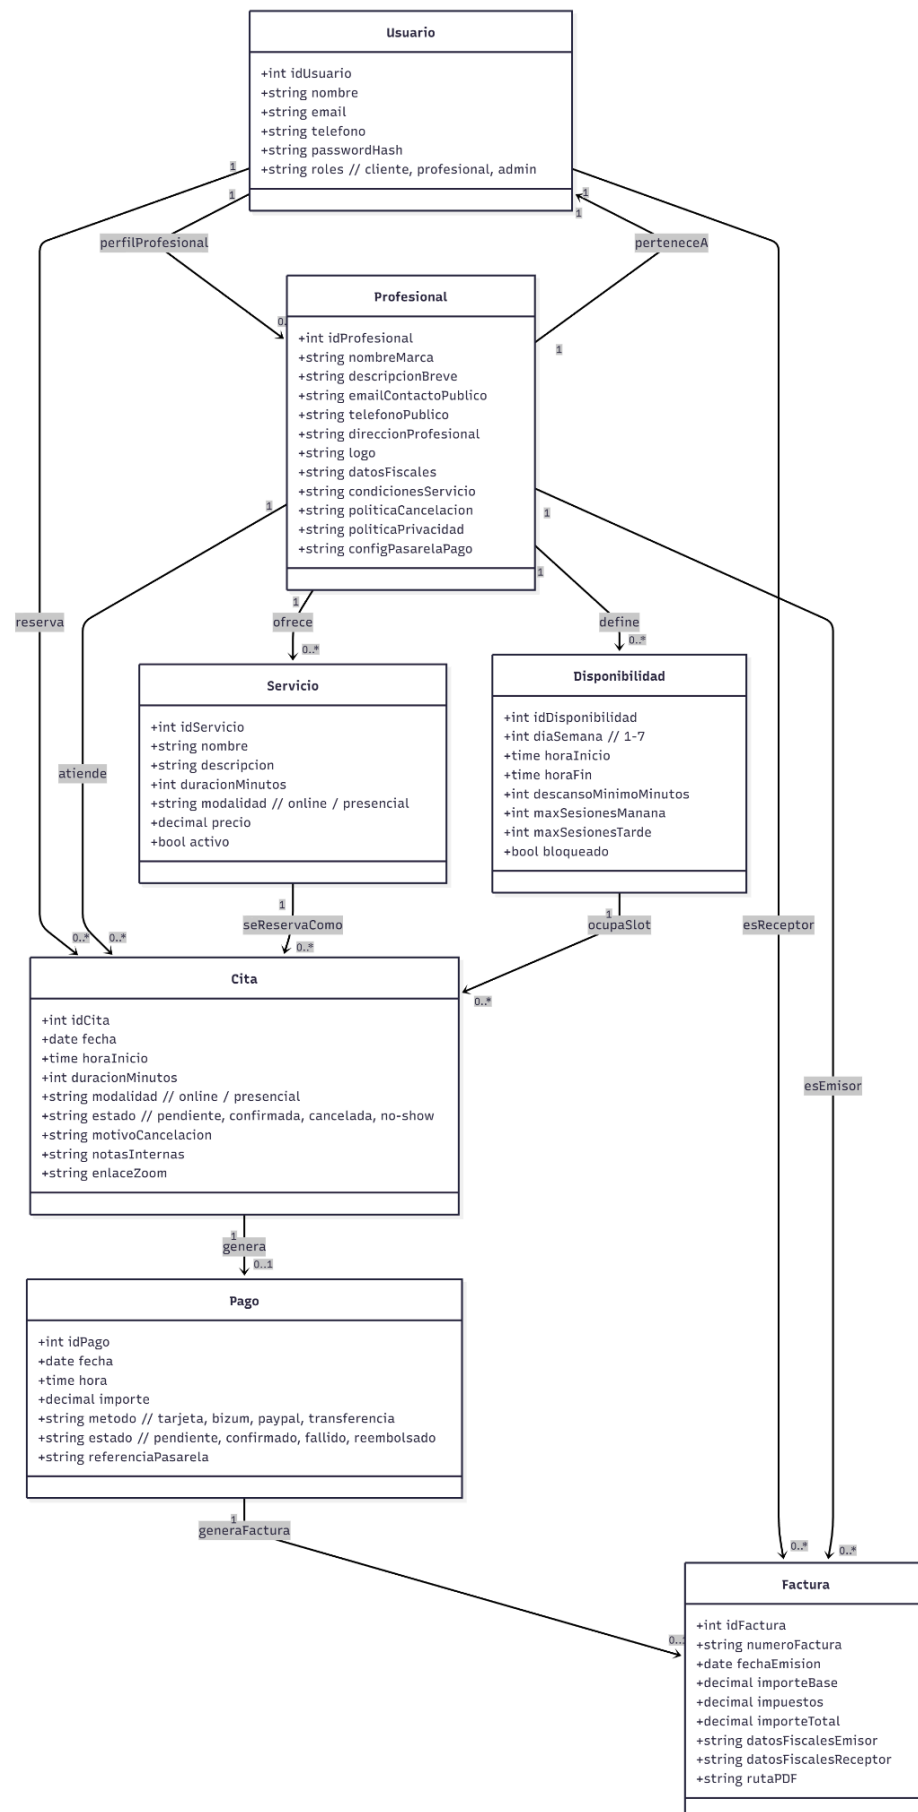 Usuario
+int idUsuario
+string nombre
+string email
+string telefono
+string passwordHash
+string roles // cliente, profesional, admin
1
1
1
1
perfilProfesional
perteneceA
0..
Profesional
+int idProfesional
+string nombreMarca
+string descripcionBreve
+string emailContactoPublico
+string telefonoPublico
+string direccionProfesional
+string logo
+string datosFiscales
+string condicionesServicio
+string politicaCancelacion
+string politicaPrivacidad
+string configPasarelaPago
1
1
1
1
1
reserva
ofrece
define
0..*
0..*
Servicio
+int idServicio
+string nombre
+string descripcion
+int duracionMinutos
+string modalidad // online / presencial
+decimal precio
+bool activo
Disponibilidad
+int idDisponibilidad
+int diaSemana // 1-7
+time horaInicio
+time horaFin
+int descansoMinimoMinutos
+int maxSesionesManana
+int maxSesionesTarde
+bool bloqueado
atiende
1
1
seReservaComo
ocupaSlot
esReceptor
0..*
0..*
0..*
0..*
Cita
+int idCita
+date fecha
+time horaInicio
+int duracionMinutos
+string modalidad // online / presencial
+string estado // pendiente, confirmada, cancelada, no-show
+string motivoCancelacion
+string notasInternas
+string enlaceZoom
esEmisor
1
genera
0..1
Pago
+int idPago
+date fecha
+time hora
+decimal importe
+string metodo // tarjeta, bizum, paypal, transferencia
+string estado // pendiente, confirmado, fallido, reembolsado
+string referenciaPasarela
1
generaFactura
0..*
0..*
0..1
Factura
+int idFactura
+string numeroFactura
+date fechaEmision
+decimal importeBase
+decimal impuestos
+decimal importeTotal
+string datosFiscalesEmisor
+string datosFiscalesReceptor
+string rutaPDF